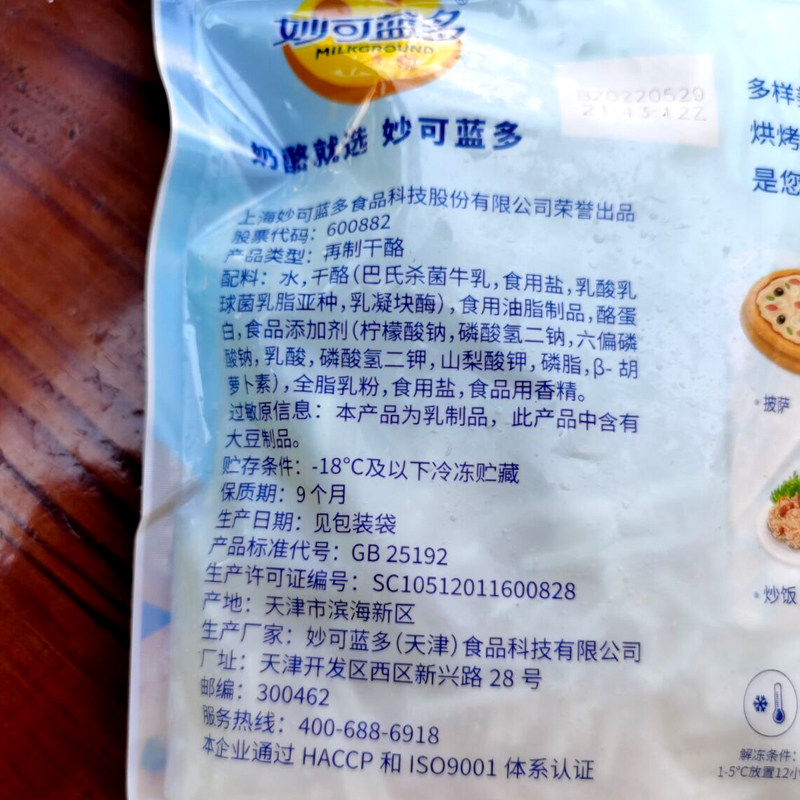 妙可蓝多
MILKGROUND
奶酪就选 妙可蓝多
20220529
上海妙可蓝多食品科技股份有限公司荣誉出品
股票代码：600882
产品类型：再制干酪
配料：水，干酪（巴氏杀菌牛乳，食用盐，乳酸乳
球菌乳脂亚种，乳凝块酶），食用油脂制品，酪蛋
白，食品添加剂（柠檬酸钠，磷酸氢二钠，六偏磷
酸钠，乳酸，磷酸氢二钾，山梨酸钾，磷脂，β- 胡
萝卜素），全脂乳粉，食用盐，食品用香精。
过敏原信息：本产品为乳制品，此产品中含有
大豆制品。
贮存条件：-18℃及以下冷冻贮藏
保质期：9个月
生产日期：见包装袋
产品标准代号：GB 25192
生产许可证编号：SC10512011600828
产地：天津市滨海新区
生产厂家：妙可蓝多（天津）食品科技有限公司
厂址：天津开发区西区新兴路 28 号
邮编：300462
服务热线：400-688-6918
本企业通过 HACCP 和 ISO9001 体系认证
多样
烘烤
是您
披萨
炒饭
解冻条件：
1-5℃放置12小